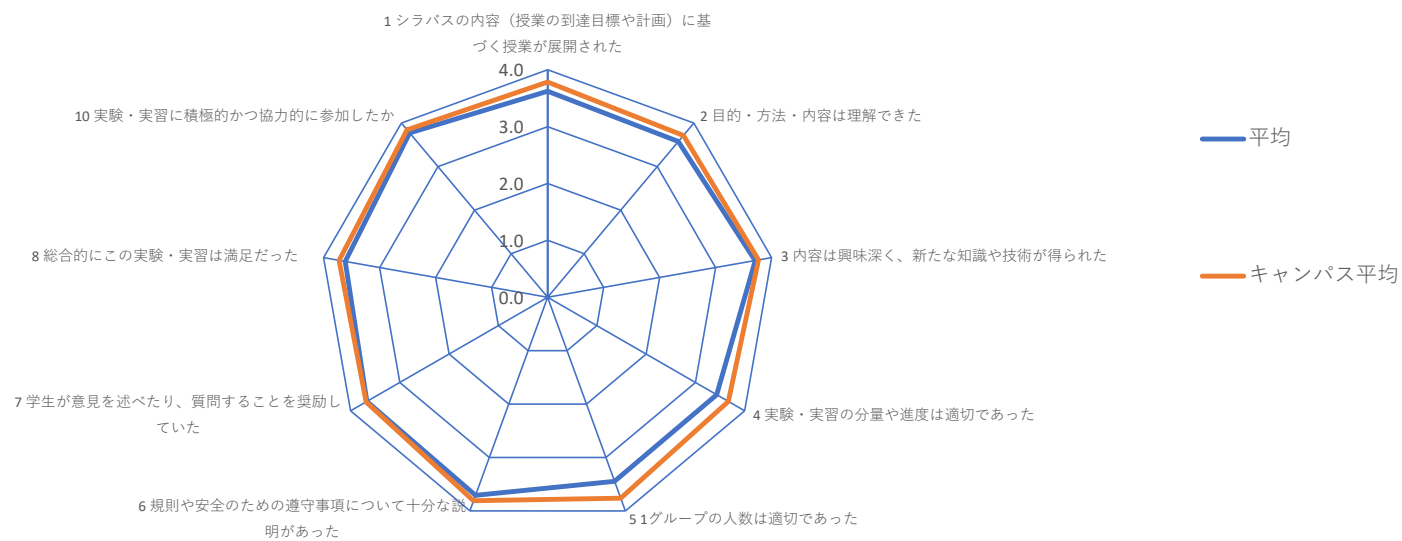 1 シラバスの内容（授業の到達目標や計画）に基
づく授業が展開された
4.0
10 実験・実習に積極的かつ協力的に参加したか
2 目的・方法・内容は理解できた
3.0
平均
2.0
1.0
8 総合的にこの実験・実習は満足だった
3 内容は興味深く、新たな知識や技術が得られた
キャンパス平均
0.0
7 学生が意見を述べたり、質問することを奨励し
ていた
4 実験・実習の分量や進度は適切であった
6 規則や安全のための遵守事項について十分な説
明があった
5 1グループの人数は適切であった